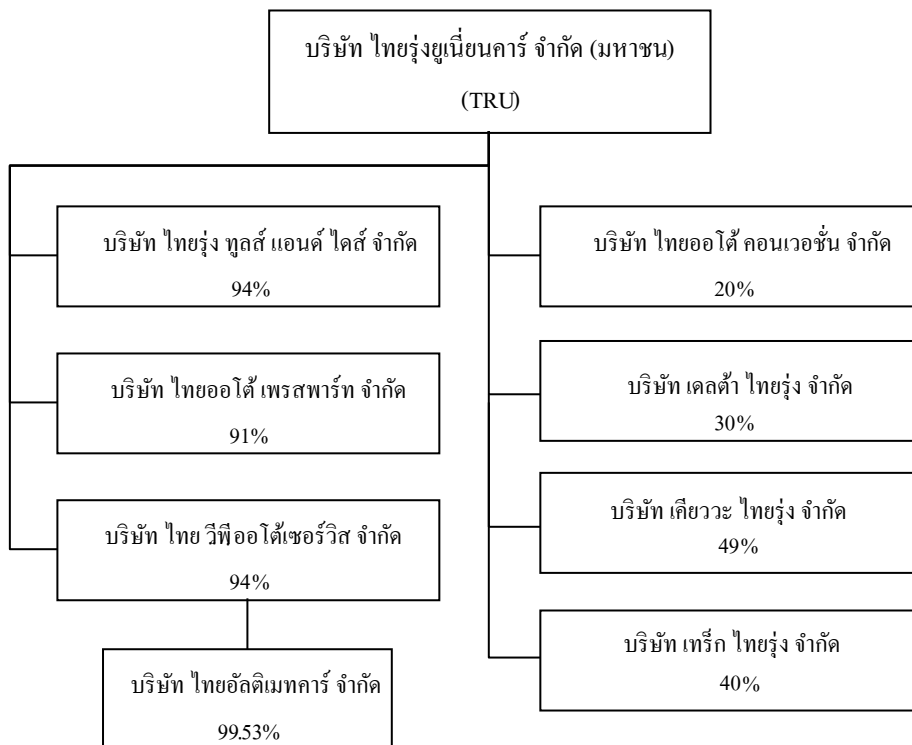 บริษัท ไทยรุ่งยูเนี่ยนคาร์ จำกัด (มหาชน)
(TRU)
บริษัท ไทยรุ่ง ทูลส์ แอนด์ ไดส์ จำกัด
94%
บริษัท ไทยออโต้ เพรสพาร์ท จำกัด
91%
บริษัท ไทย วีพีออโต้เซอร์วิส จำกัด
94%
บริษัท ไทยอัลติเมทคาร์ จำกัด
99.53%
บริษัท ไทยออโต้ คอนเวอชั่น จำกัด
20%
บริษัท เดลต้า ไทยรุ่ง จำกัด
30%
บริษัท เคียววะ ไทยรุ่ง จำกัด
49%
บริษัท เทร็ก ไทยรุ่ง จำกัด
40%